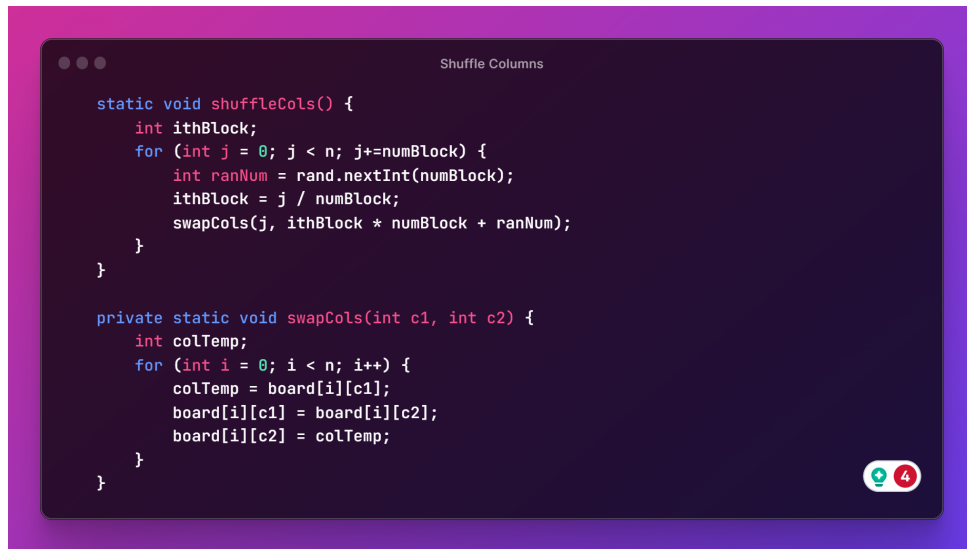 Shuffle Columns
static void shuffleCols() {
    int ithBlock;
    for (int j = 0; j < n; j+=numBlock) {
        int ranNum = rand.nextInt(numBlock);
        ithBlock = j / numBlock;
        swapCols(j, ithBlock * numBlock + ranNum);
    }
}

private static void swapCols(int c1, int c2) {
    int colTemp;
    for (int i = 0; i < n; i++) {
        colTemp = board[i][c1];
        board[i][c1] = board[i][c2];
        board[i][c2] = colTemp;
    }
}
4